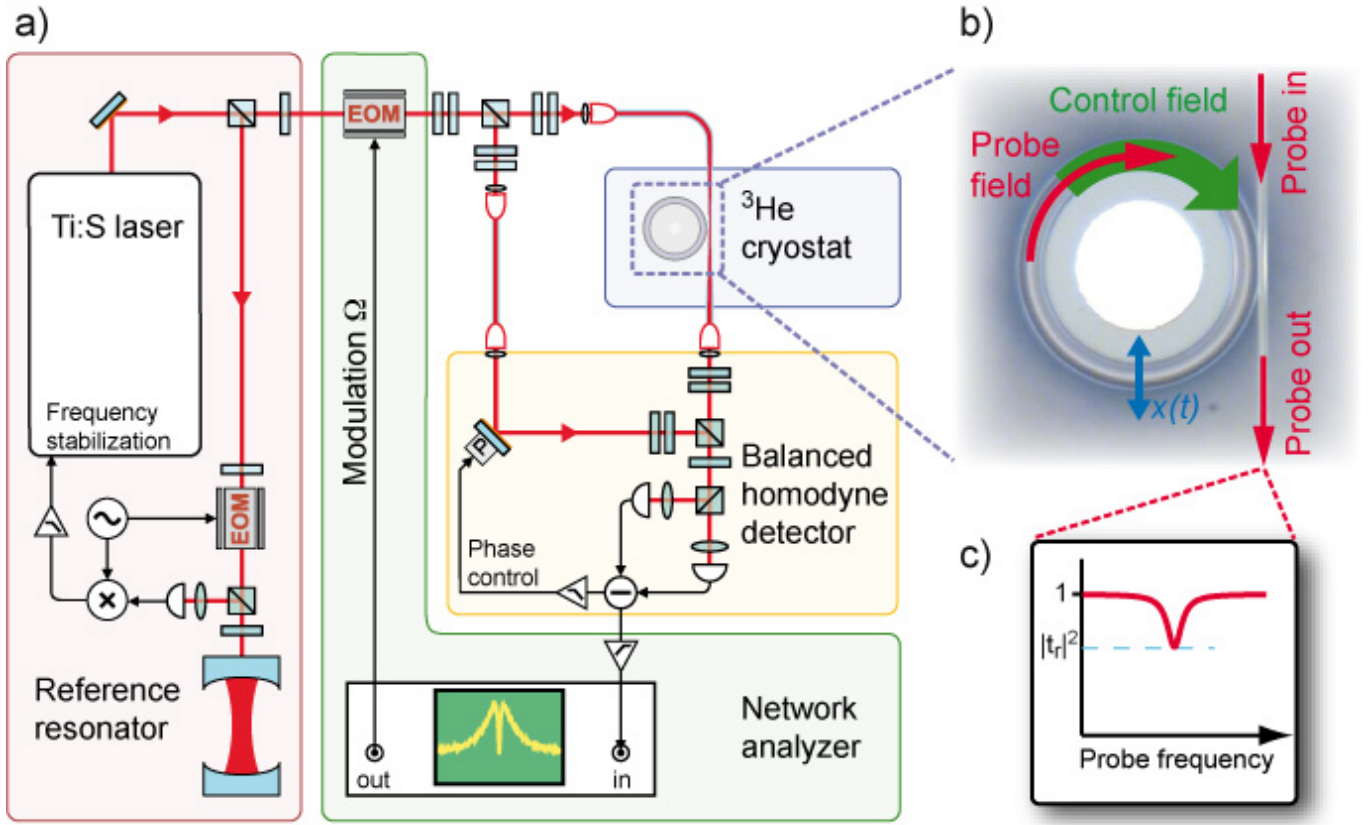 a)
EOM
Ti:S laser
Frequency
stabilization
EOM
Reference
resonator
Modulation Ω
³He
cryostat
Balanced
homodyne
detector
Phase
control
Network
analyzer
out
in
b)
Control field
Probe
field
Probe in
Probe out
x(t)
c)
1
|tᵣ|²
Probe frequency